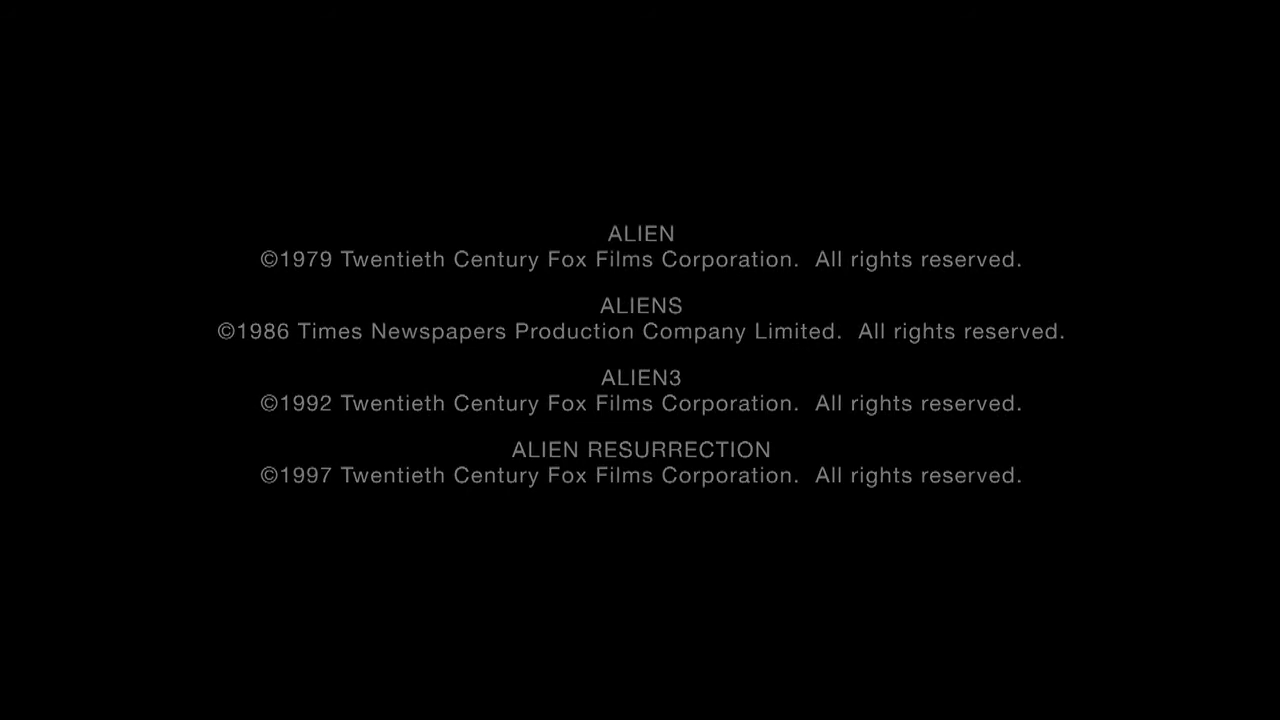 ALIEN
©1979 Twentieth Century Fox Films Corporation.  All rights reserved.
ALIENS
©1986 Times Newspapers Production Company Limited.  All rights reserved.
ALIEN3
©1992 Twentieth Century Fox Films Corporation.  All rights reserved.
ALIEN RESURRECTION
©1997 Twentieth Century Fox Films Corporation.  All rights reserved.